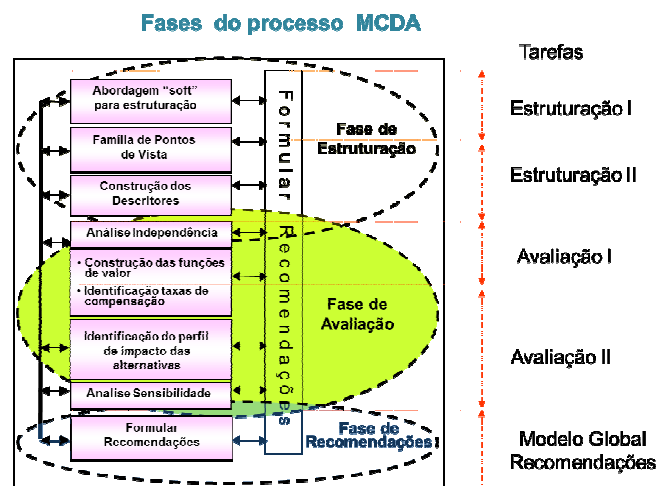 Fases do processo MCDA
Tarefas
Abordagem “soft”
para estruturação
Família de Pontos
de Vista
Construção dos
Descritores
Análise Independência
• Construção das funções
de valor
• Identificação taxas de
compensação
Identificação do perfil
de impacto das
alternativas
Analise Sensibilidade
Formular
Recomendações
Formular Recomendações
Fase de
Estruturação
Fase de
Avaliação
Fase de
Recomendações
Estruturação I
Estruturação II
Avaliação I
Avaliação II
Modelo Global
Recomendações